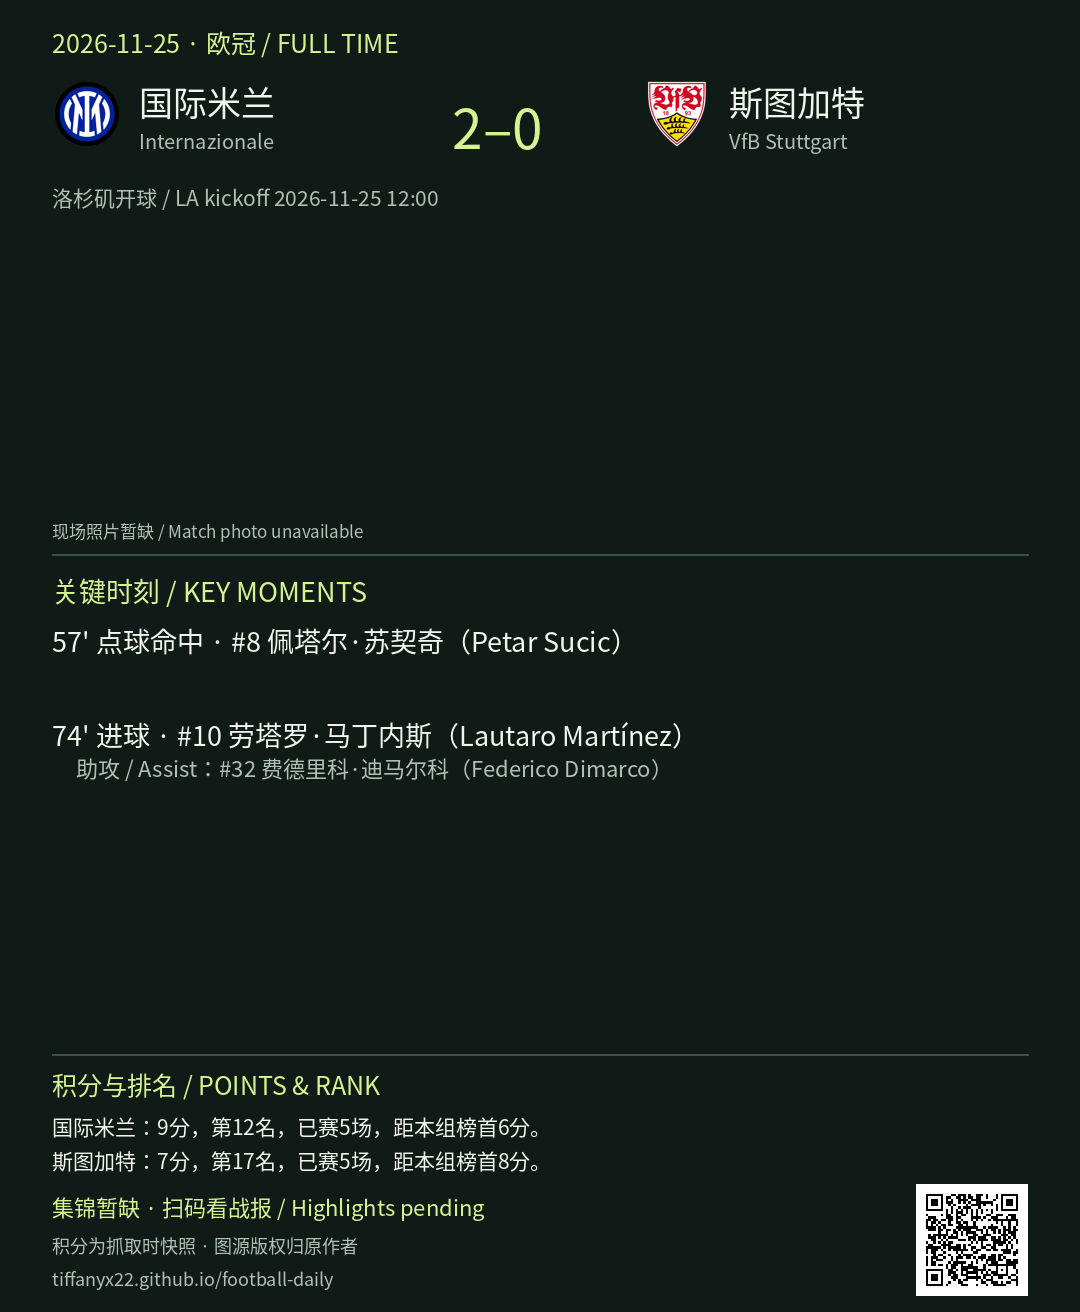 2026-11-25 · 欧冠 / FULL TIME
国际米兰
Internazionale
2–0
斯图加特
VfB Stuttgart
洛杉矶开球 / LA kickoff 2026-11-25 12:00
现场照片暂缺 / Match photo unavailable
关键时刻 / KEY MOMENTS
57' 点球命中 · #8 佩塔尔·苏契奇（Petar Sucic）
74' 进球 · #10 劳塔罗·马丁内斯（Lautaro Martínez）
助攻 / Assist：#32 费德里科·迪马尔科（Federico Dimarco）
积分与排名 / POINTS & RANK
国际米兰：9分，第12名，已赛5场，距本组榜首6分。
斯图加特：7分，第17名，已赛5场，距本组榜首8分。
集锦暂缺 · 扫码看战报 / Highlights pending
积分为抓取时快照 · 图源版权归原作者
tiffanyx22.github.io/football-daily